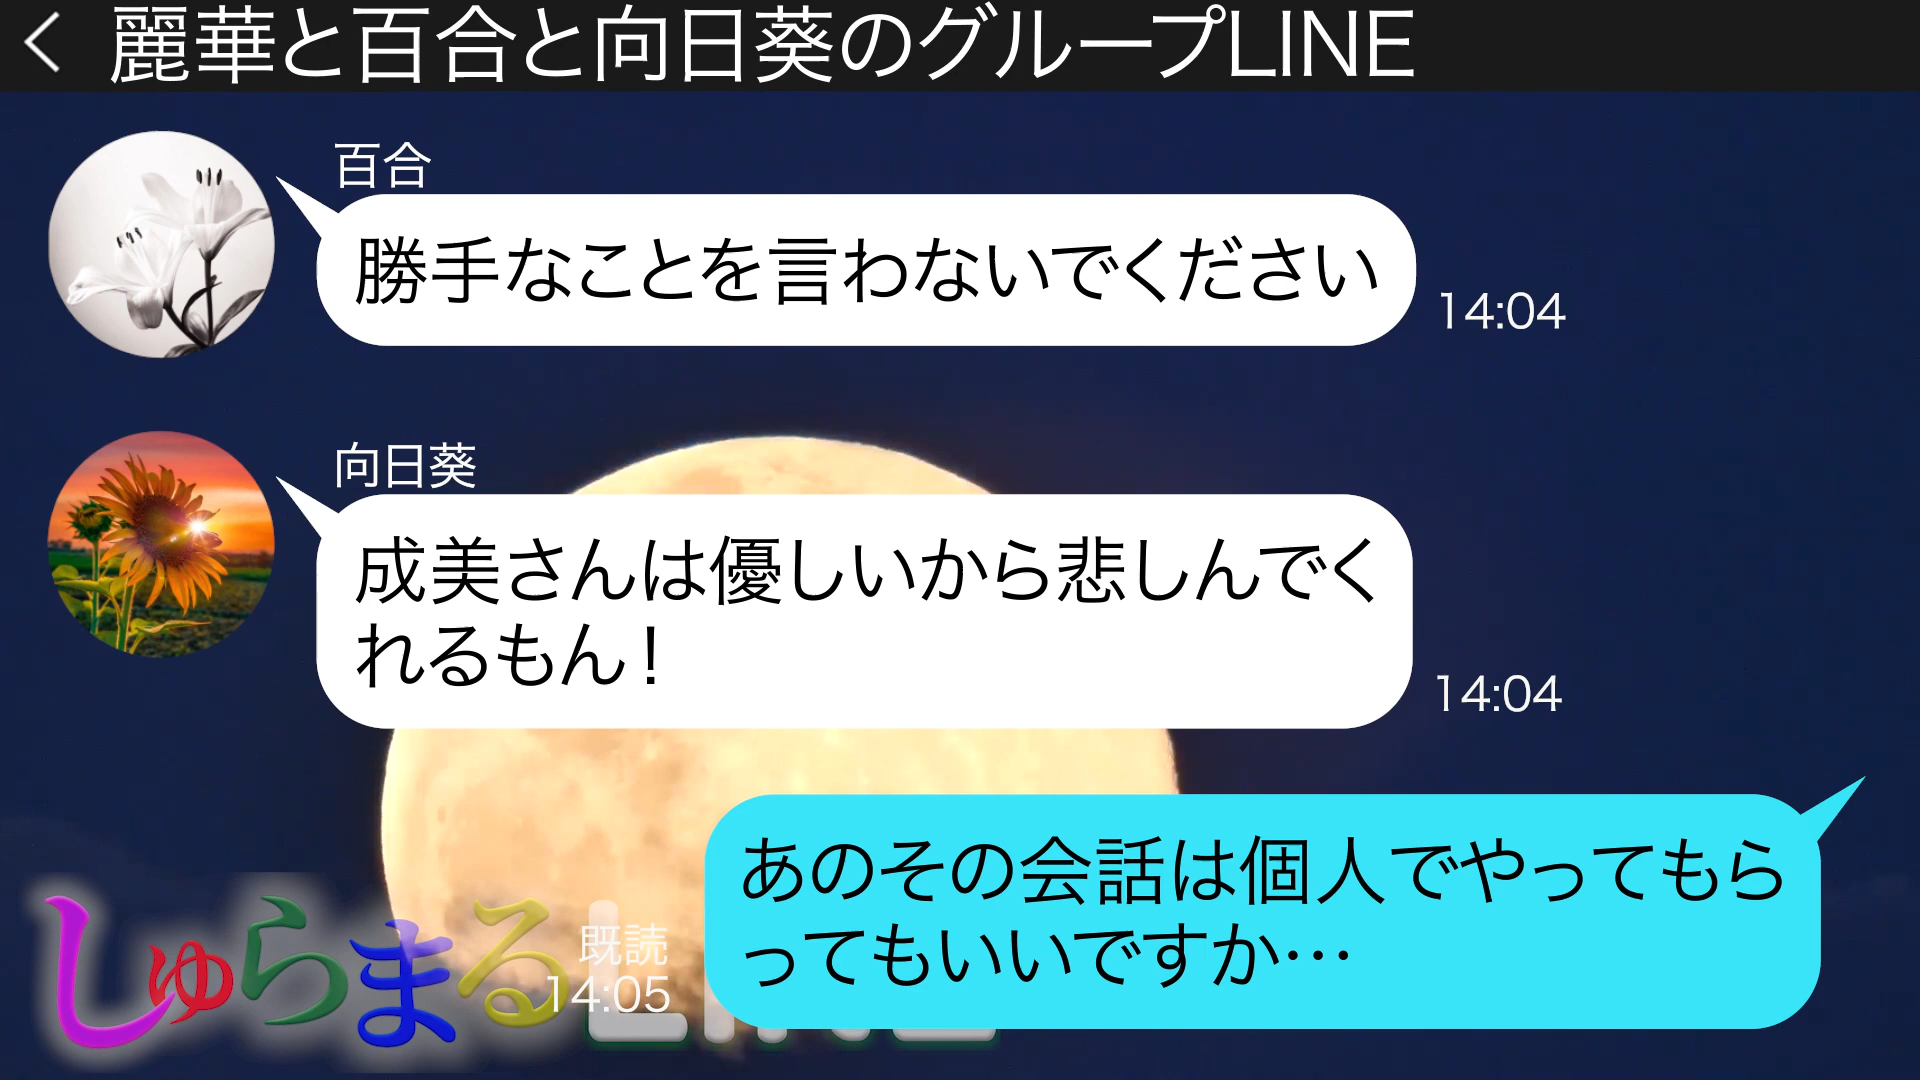 麗華と百合と向日葵のグループLINE
百合
勝手なことを言わないでください
14:04
向日葵
成美さんは優しいから悲しんでく
れるもん！
14:04
あのその会話は個人でやってもら
ってもいいですか…
既読
14:05
しゅらまる
LINE